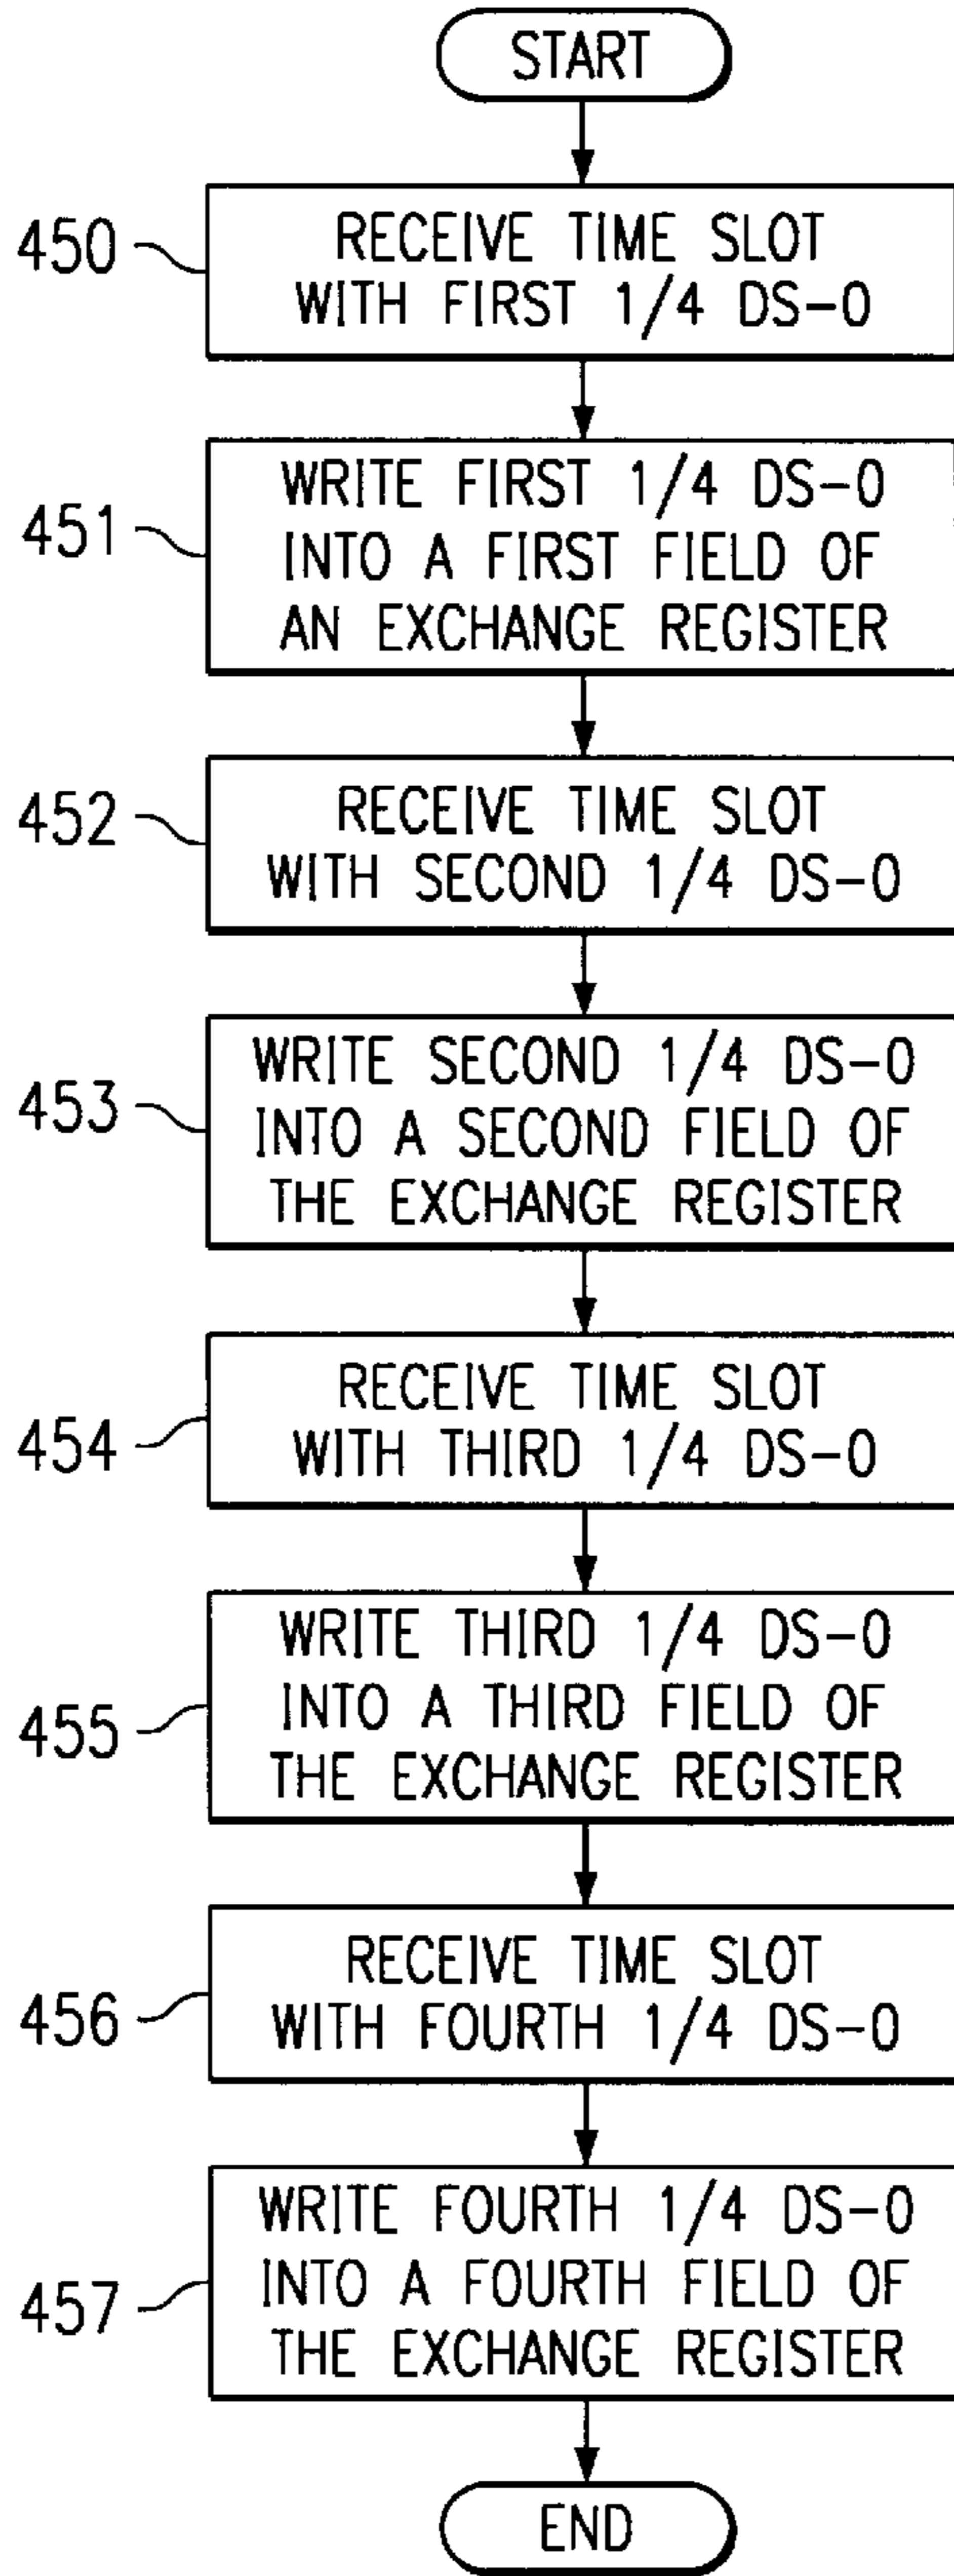 START
450
RECEIVE TIME SLOT
WITH FIRST 1/4 DS-0
451
WRITE FIRST 1/4 DS-0
INTO A FIRST FIELD OF
AN EXCHANGE REGISTER
452
RECEIVE TIME SLOT
WITH SECOND 1/4 DS-0
453
WRITE SECOND 1/4 DS-0
INTO A SECOND FIELD OF
THE EXCHANGE REGISTER
454
RECEIVE TIME SLOT
WITH THIRD 1/4 DS-0
455
WRITE THIRD 1/4 DS-0
INTO A THIRD FIELD OF
THE EXCHANGE REGISTER
456
RECEIVE TIME SLOT
WITH FOURTH 1/4 DS-0
457
WRITE FOURTH 1/4 DS-0
INTO A FOURTH FIELD OF
THE EXCHANGE REGISTER
END